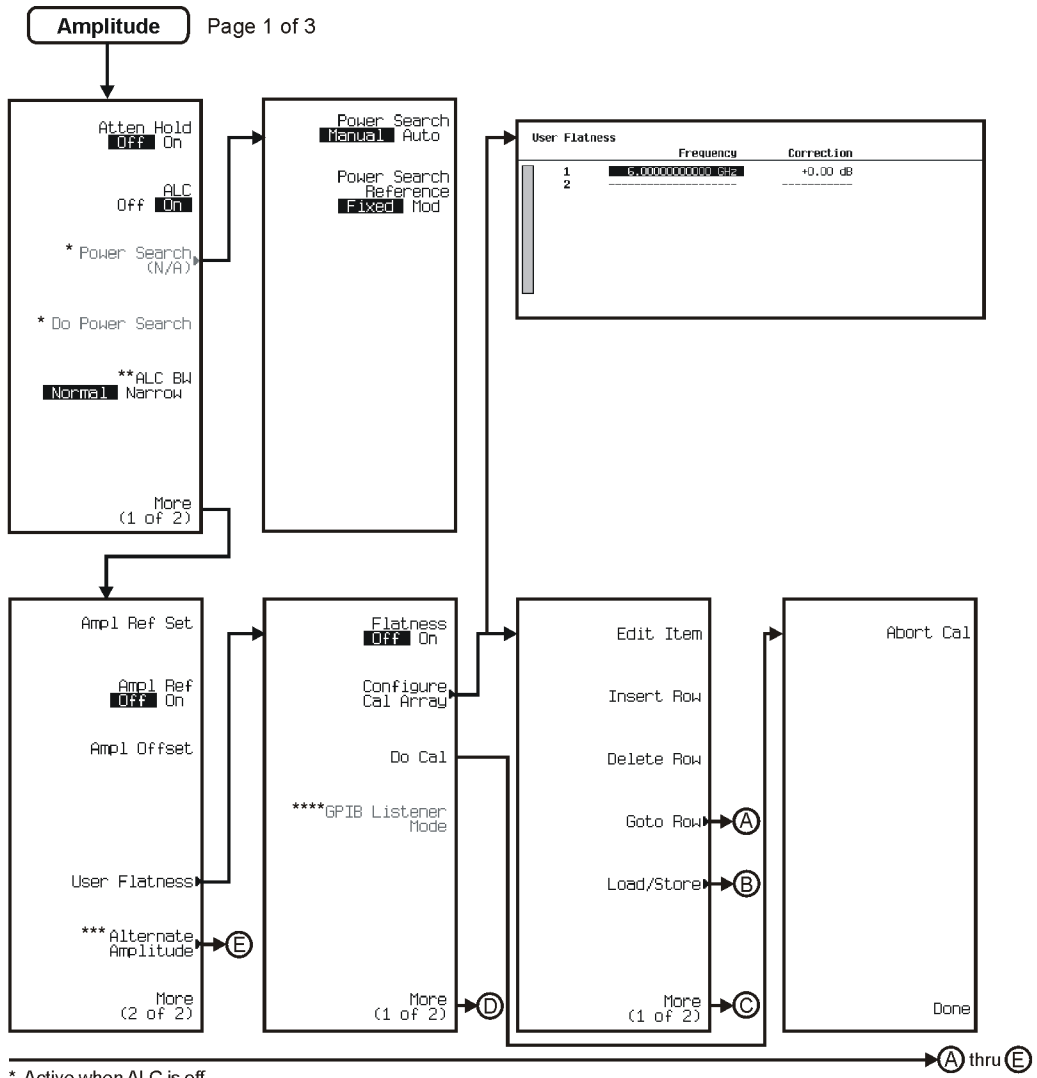 Amplitude
Page 1 of 3
Atten Hold
Off On
ALC
Off On
* Power Search
(N/A)
* Do Power Search
**ALC BW
Normal Narrow
More
(1 of 2)
Power Search
Manual Auto
Power Search
Reference
Fixed Mod
User Flatness
Frequency Correction
1 6.0000000000 GHz +0.00 dB
2 -------------------- -----------
Ampl Ref Set
Ampl Ref
Off On
Ampl Offset
User Flatness
***Alternate
Amplitude
E
More
(2 of 2)
Flatness
Off On
Configure
Cal Array
Do Cal
****GPIB Listener
Mode
More
(1 of 2)
D
Edit Item
Insert Row
Delete Row
Goto Row
A
Load/Store
B
More
(1 of 2)
C
Abort Cal
Done
A thru E
* Active when ALC is off